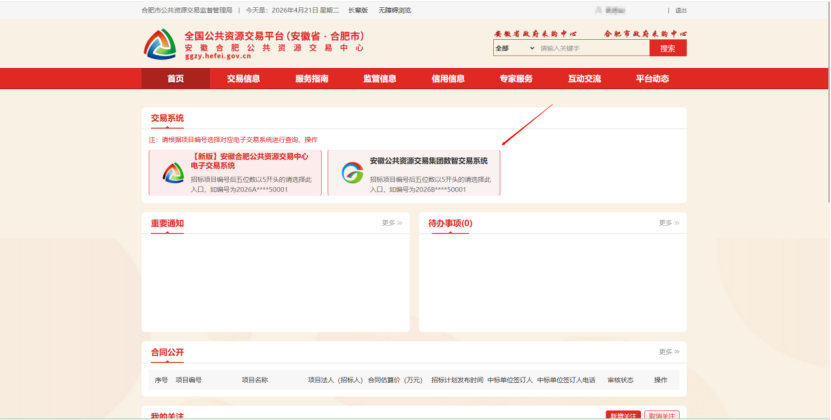 合肥市公共资源交易监督管理局 | 今天是：2026年4月21日 星期二 长辈版 无障碍浏览
| 退出
全国公共资源交易平台(安徽省·合肥市)
安徽合肥公共资源交易中心
ggzy.hefei.gov.cn
安徽省政府采购中心 合肥市政府采购中心
全部 请输入关键字 搜索
首页 交易信息 服务指南 监管信息 信用信息 专家服务 互动交流 平台动态
交易系统
注：请根据项目编号选择对应电子交易系统进行查询、操作
【新版】安徽合肥公共资源交易中心
电子交易系统
招标项目编号后五位数以5开头的请选择此
入口，如编号为2026A****50001
安徽公共资源交易集团数智交易系统
招标项目编号后五位数以5开头的请选择此
入口，如编号为2026B****50001
重要通知 更多 >>
待办事项(0) 更多 >>
合同公开 更多 >>
序号 项目编号 项目名称 项目法人（招标人） 合同结算价（万元) 招标计划发布时间 中标单位签订人 中标单位签订人电话 审核状态 操作
我的关注 新增关注 取消关注